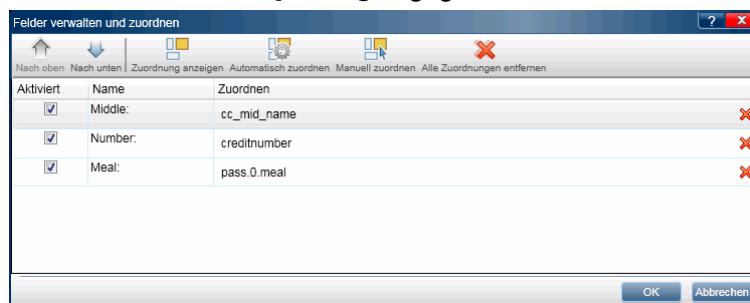 Felder verwalten und zuordnen
? X
Nach oben Nach unten Zuordnung anzeigen Automatisch zuordnen Manuell zuordnen Alle Zuordnungen entfernen
Aktiviert Name Zuordnen
Middle: cc_mid_name
Number: creditnumber
Meal: pass.0.meal
OK Abbrechen